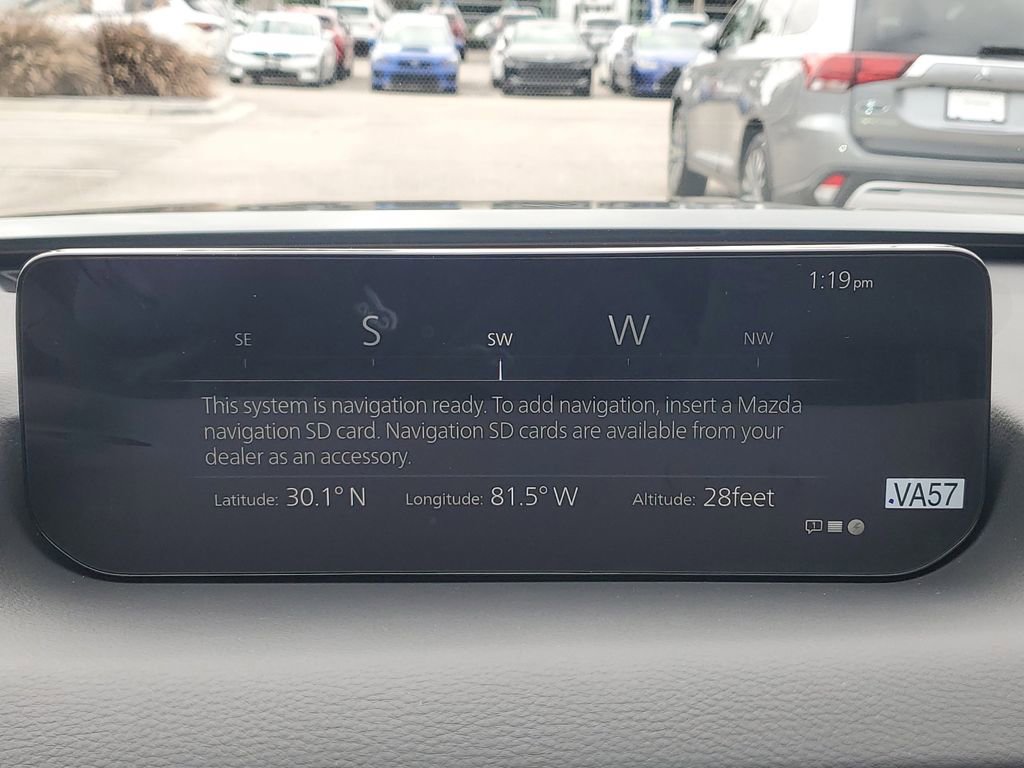 1:19pm
SE S SW W NW
This system is navigation ready. To add navigation, insert a Mazda
navigation SD card. Navigation SD cards are available from your
dealer as an accessory.
Latitude: 30.1° N Longitude: 81.5° W Altitude: 28feet
VA57
1